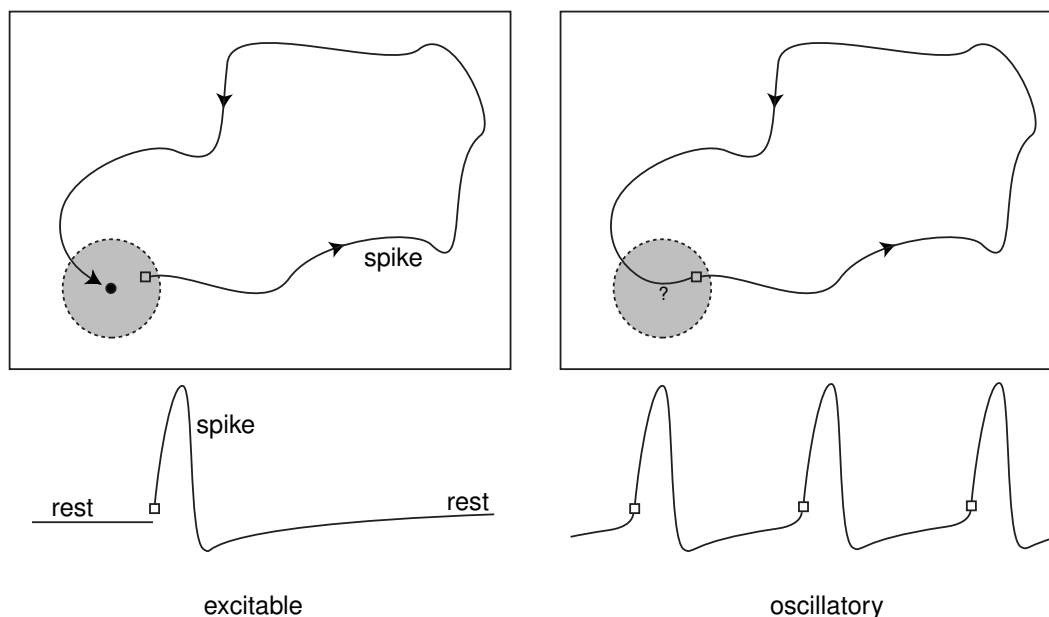 spike
?
spike
rest
rest
excitable
oscillatory